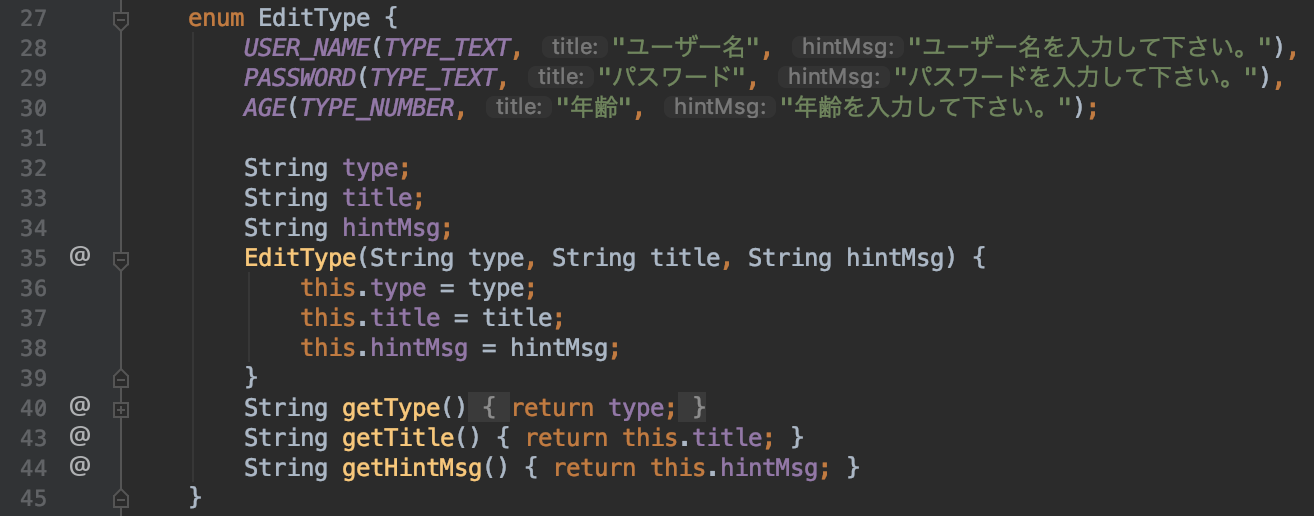 27 enum EditType {
28 USER_NAME(TYPE_TEXT, title: "ユーザー名", hintMsg: "ユーザー名を入力して下さい。"),
29 PASSWORD(TYPE_TEXT, title: "パスワード", hintMsg: "パスワードを入力して下さい。"),
30 AGE(TYPE_NUMBER, title: "年齢", hintMsg: "年齢を入力して下さい。");
31
32 String type;
33 String title;
34 String hintMsg;
35 @ EditType(String type, String title, String hintMsg) {
36 this.type = type;
37 this.title = title;
38 this.hintMsg = hintMsg;
39 }
40 @ String getType() { return type; }
43 @ String getTitle() { return this.title; }
44 @ String getHintMsg() { return this.hintMsg; }
45 }